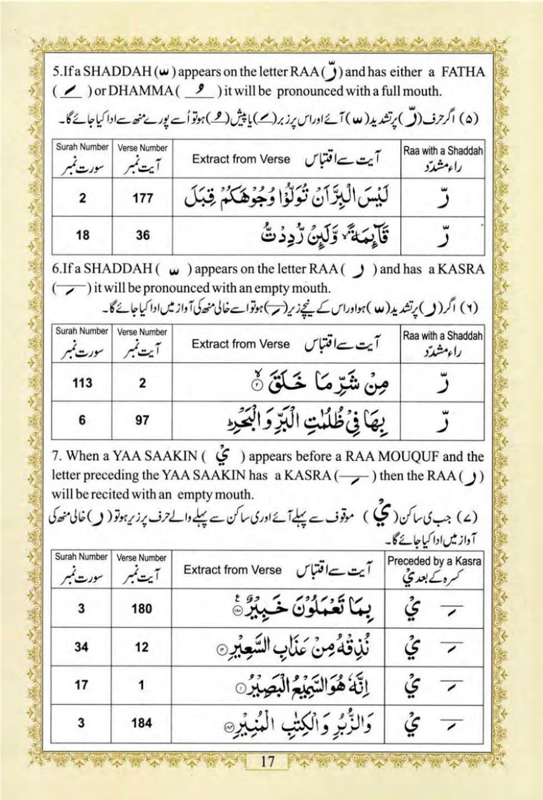 5.If a SHADDAH ( ّ ) appears on the letter RAA ( رّ ) and has either a FATHA
( َ ) or DHAMMA ( ُ ) it will be pronounced with a full mouth.
(۵) اگر حرف (رّ) پر تشدید ( ّ ) آئے اور اس پر زبر ( َ ) یا پیش ( ُ ) ہو تو اُسے پورے منھ سے ادا کیا جائے گا۔
Surah Number Verse Number Extract from Verse آیت سے اقتباس Raa with a Shaddah
سورت نمبر آیت نمبر راء مشدّد
2 177 لَيْسَ الْبِرَّ اَنْ تُوَلُّوْا وُجُوْهَكُمْ قِبَلَ رّ
18 36 قَآئِمَةً ۙ وَّلَئِنْ رُّدِدْتُّ رّ
6.If a SHADDAH ( ّ ) appears on the letter RAA ( ر ) and has a KASRA
( ِ ) it will be pronounced with an empty mouth.
(۶) اگر (ر) پر تشدید ( ّ ) ہو اور اس کے نیچے زیر ( ِ ) ہو تو اسے خالی منھ کی آواز میں ادا کیا جائے گا۔
Surah Number Verse Number Extract from Verse آیت سے اقتباس Raa with a Shaddah
سورت نمبر آیت نمبر راء مشدّد
113 2 مِنْ شَرِّ مَا خَلَقَ ۙ‏ ﴿۲﴾ رّ
6 97 بِهَا فِىْ ظُلُمٰتِ الْبَرِّ وَ الْبَحْرِ ؕ رّ
7. When a YAA SAAKIN ( يْ ) appears before a RAA MOUQUF and the
letter preceding the YAA SAAKIN has a KASRA ( ِ ) then the RAA ( ر )
will be recited with an empty mouth.
(۷) جب ی ساکن (يْ) موقوف سے پہلے آئے اور ی ساکن سے پہلے والے حرف پر زیر ہو تو (ر) خالی منھ کی
آواز میں ادا کیا جائے گا۔
Surah Number Verse Number Extract from Verse آیت سے اقتباس Preceded by a Kasra
سورت نمبر آیت نمبر کسرہ کے بعد يْ
3 180 بِمَا تَعْمَلُوْنَ خَبِيْرٌ ﴿۱۸۰﴾ يْ ــِـ
34 12 نُذِقْهُ مِنْ عَذَابِ السَّعِيْرِ ﴿۱۲﴾ يْ ــِـ
17 1 اِنَّهٗ هُوَ السَّمِيْعُ الْبَصِيْرُ ﴿۱﴾ يْ ــِـ
3 184 وَالزُّبُرِ وَالْكِتٰبِ الْمُنِيْرِ ﴿۱۸۴﴾ يْ ــِـ
17